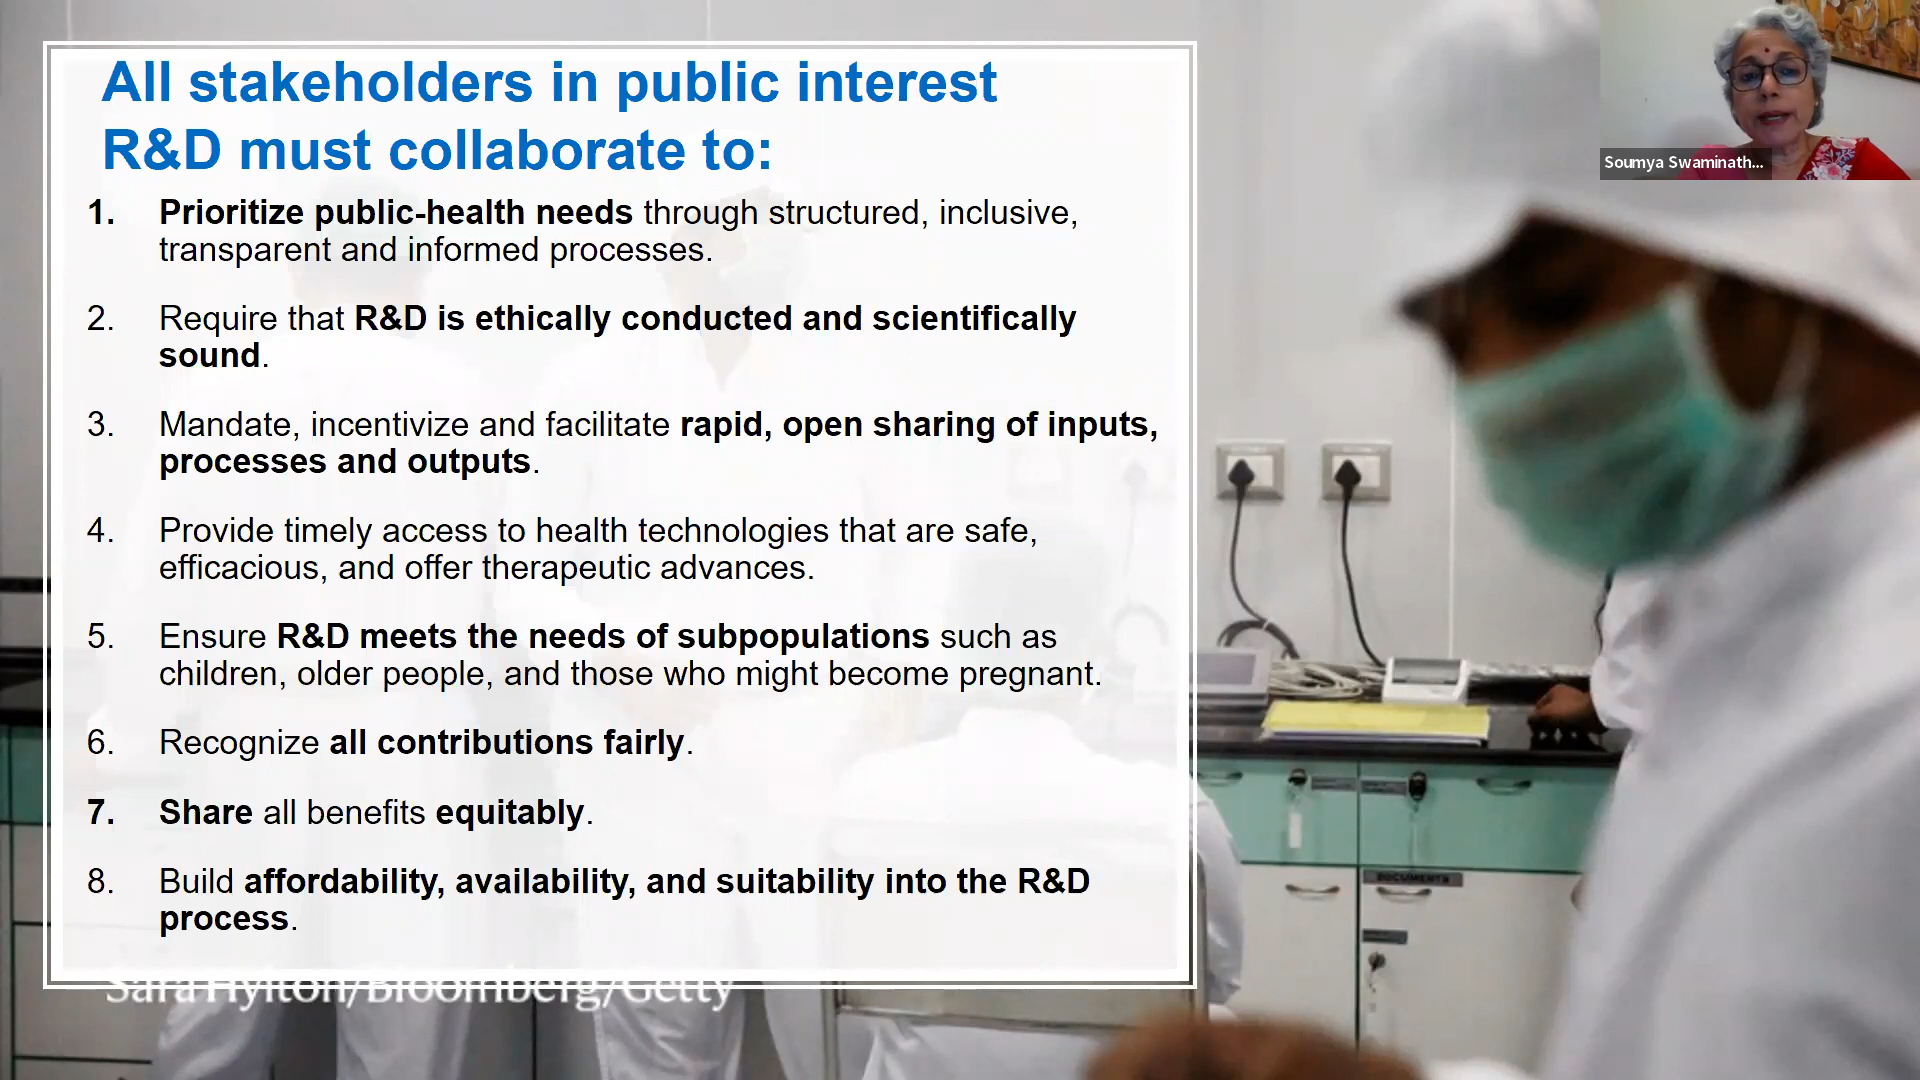 All stakeholders in public interest
R&D must collaborate to:
1. Prioritize public-health needs through structured, inclusive,
transparent and informed processes.
2. Require that R&D is ethically conducted and scientifically
sound.
3. Mandate, incentivize and facilitate rapid, open sharing of inputs,
processes and outputs.
4. Provide timely access to health technologies that are safe,
efficacious, and offer therapeutic advances.
5. Ensure R&D meets the needs of subpopulations such as
children, older people, and those who might become pregnant.
6. Recognize all contributions fairly.
7. Share all benefits equitably.
8. Build affordability, availability, and suitability into the R&D
process.
Sara Hylton/Bloomberg/Getty
Soumya Swaminath...
DOCUMENTS